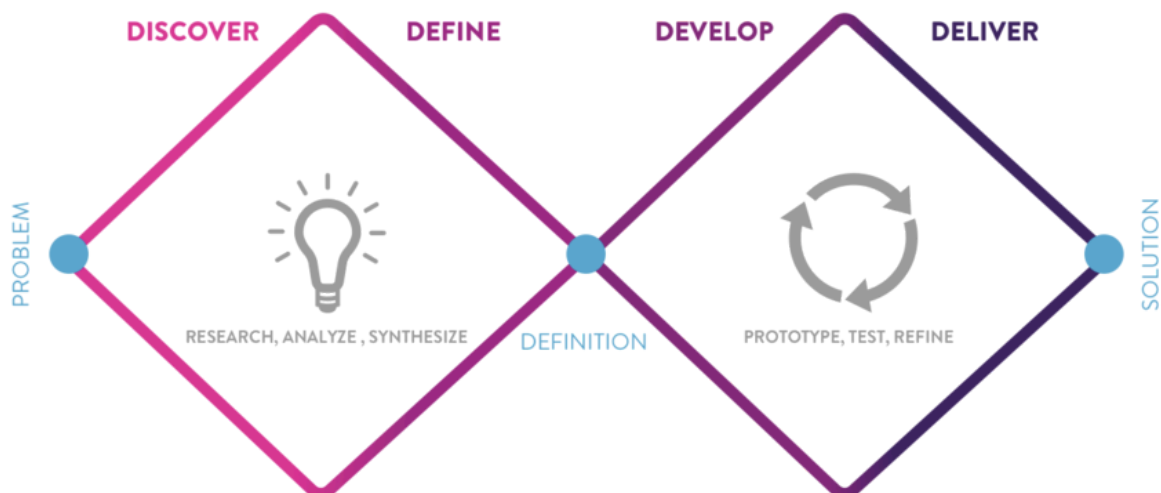 DISCOVER
DEFINE
DEVELOP
DELIVER
PROBLEM
SOLUTION
RESEARCH, ANALYZE , SYNTHESIZE
DEFINITION
PROTOTYPE, TEST, REFINE